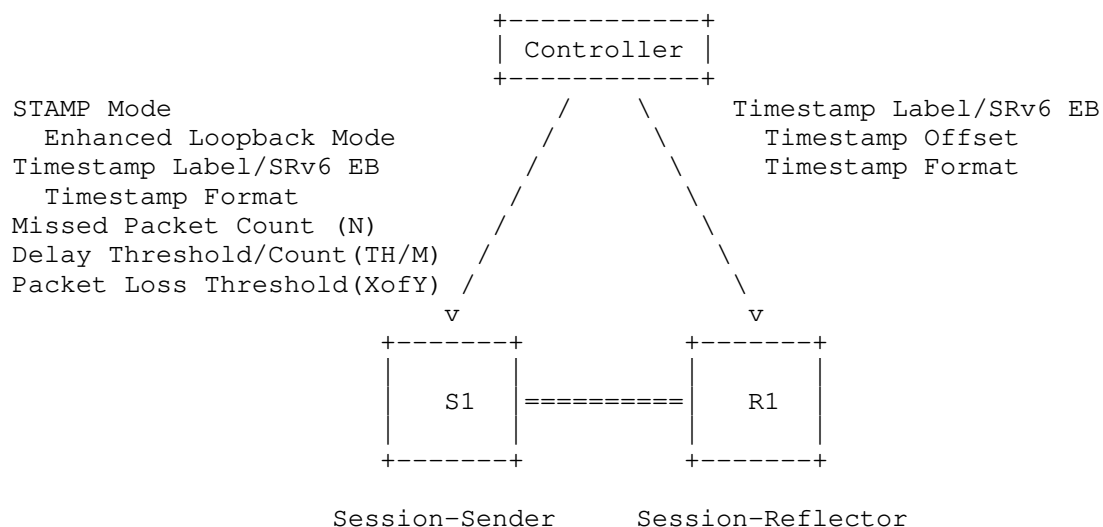 Controller
STAMP Mode
Enhanced Loopback Mode
Timestamp Label/SRv6 EB
Timestamp Format
Missed Packet Count (N)
Delay Threshold/Count(TH/M)
Packet Loss Threshold(XofY)
Timestamp Label/SRv6 EB
Timestamp Offset
Timestamp Format
S1
R1
Session-Sender
Session-Reflector